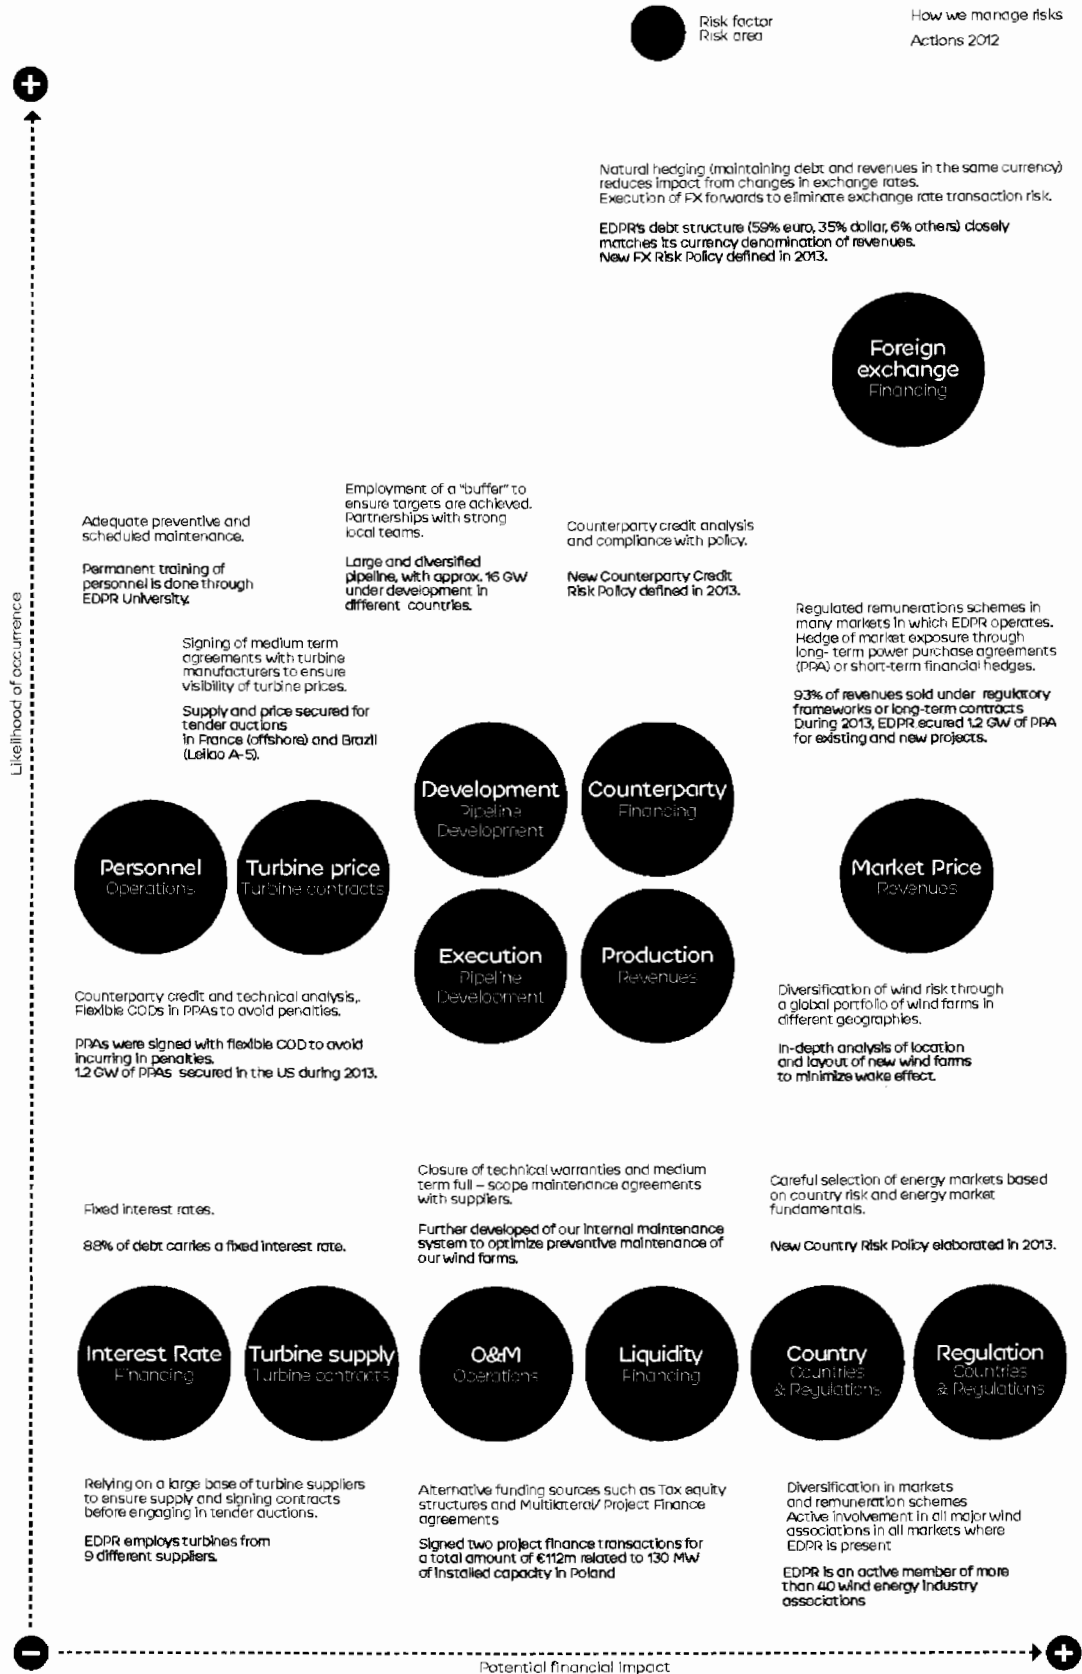 Risk factor
Risk area
How we manage risks
Actions 2012
Natural hedging (maintaining debt and revenues in the same currency)
reduces impact from changes in exchange rates.
Execution of FX forwards to eliminate exchange rate transaction risk.
EDPR's debt structure (59% euro, 35% dollar, 6% others) closely
matches its currency denomination of revenues.
New FX Risk Policy defined in 2013.
Foreign
exchange
Financing
Adequate preventive and
scheduled maintenance.
Permanent training of
personnel is done through
EDPR University.
Employment of a "buffer" to
ensure targets are achieved.
Partnerships with strong
local teams.
Large and diversified
pipeline, with approx. 16 GW
under development in
different countries.
Counterparty credit analysis
and compliance with policy.
New Counterparty Credit
Risk Policy defined in 2013.
Signing of medium term
agreements with turbine
manufacturers to ensure
visibility of turbine prices.
Supply and price secured for
tender auctions
in France (offshore) and Brazil
(Leilao A-5).
Regulated remunerations schemes in
many markets in which EDPR operates.
Hedge of market exposure through
long- term power purchase agreements
(PPA) or short-term financial hedges.
93% of revenues sold under regulatory
frameworks or long-term contracts
During 2013, EDPR ecured 1.2 GW of PPA
for existing and new projects.
Likelihood of occurrence
Development
Pipeline
Development
Counterparty
Financing
Personnel
Operations
Turbine price
Turbine contracts
Market Price
Revenues
Execution
Pipeline
Development
Production
Revenues
Counterparty credit and technical analysis,.
Flexible CODs in PPAs to avoid penalties.
PPAs were signed with flexible COD to avoid
incurring in penalties.
1.2 GW of PPAs secured in the US during 2013.
Diversification of wind risk through
a global portfolio of wind farms in
different geographies.
In-depth analysis of location
and layout of new wind farms
to minimize wake effect.
Fixed interest rates.
88% of debt carries a fixed interest rate.
Closure of technical warranties and medium
term full – scope maintenance agreements
with suppliers.
Further developed of our internal maintenance
system to optimize preventive maintenance of
our wind farms.
Careful selection of energy markets based
on country risk and energy market
fundamentals.
New Country Risk Policy elaborated in 2013.
Interest Rate
Financing
Turbine supply
Turbine contracts
O&M
Operations
Liquidity
Financing
Country
Countries
& Regulations
Regulation
Countries
& Regulations
Relying on a large base of turbine suppliers
to ensure supply and signing contracts
before engaging in tender auctions.
EDPR employs turbines from
9 different suppliers.
Alternative funding sources such as Tax equity
structures and Multilateral/ Project Finance
agreements
Signed two project finance transactions for
a total amount of €112m related to 130 MW
of installed capacity in Poland
Diversification in markets
and remuneration schemes
Active involvement in all major wind
associations in all markets where
EDPR is present
EDPR is an active member of more
than 40 wind energy industry
associations
Potential financial impact